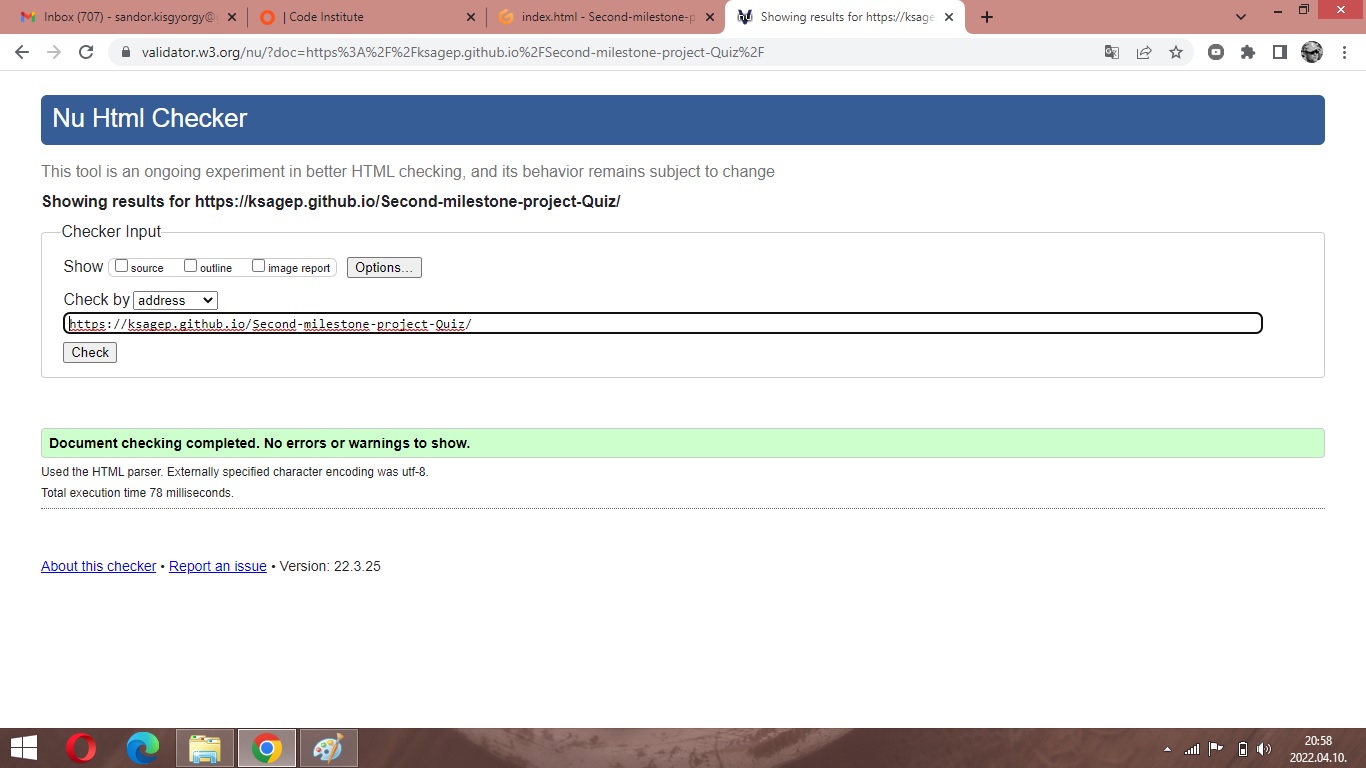 Inbox (707) - sandor.kisgyorgy@
| Code Institute
index.html - Second-milestone-p
Showing results for https://ksage
validator.w3.org/nu/?doc=https%3A%2F%2Fksagep.github.io%2FSecond-milestone-project-Quiz%2F
Nu Html Checker
This tool is an ongoing experiment in better HTML checking, and its behavior remains subject to change
Showing results for https://ksagep.github.io/Second-milestone-project-Quiz/
Checker Input
Show source outline image report Options...
Check by address
https://ksagep.github.io/Second-milestone-project-Quiz/
Check
Document checking completed. No errors or warnings to show.
Used the HTML parser. Externally specified character encoding was utf-8.
Total execution time 78 milliseconds.
About this checker • Report an issue • Version: 22.3.25
20:58
2022.04.10.